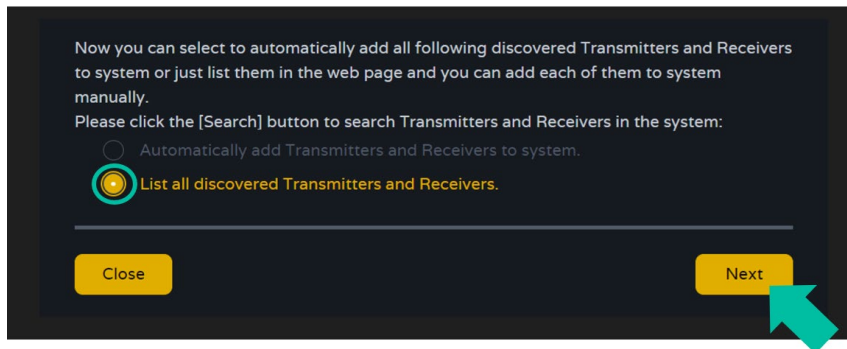 Now you can select to automatically add all following discovered Transmitters and Receivers
to system or just list them in the web page and you can add each of them to system
manually.
Please click the [Search] button to search Transmitters and Receivers in the system:
Automatically add Transmitters and Receivers to system.
List all discovered Transmitters and Receivers.
Close
Next